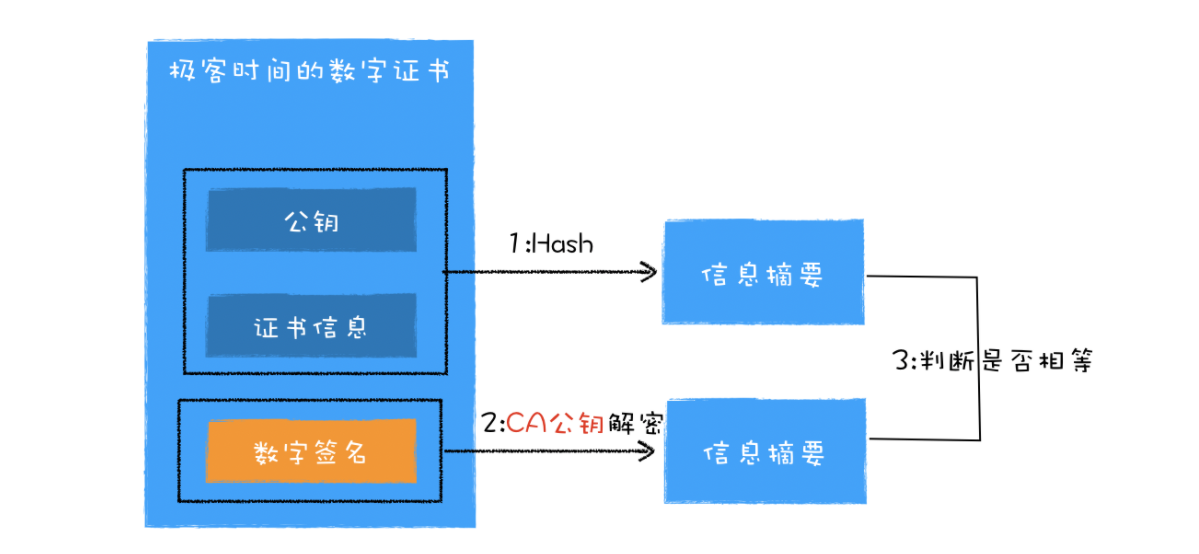 极客时间的数字证书
公钥
1:Hash
信息摘要
证书信息
3:判断是否相等
2:CA公钥解密
数字签名
信息摘要